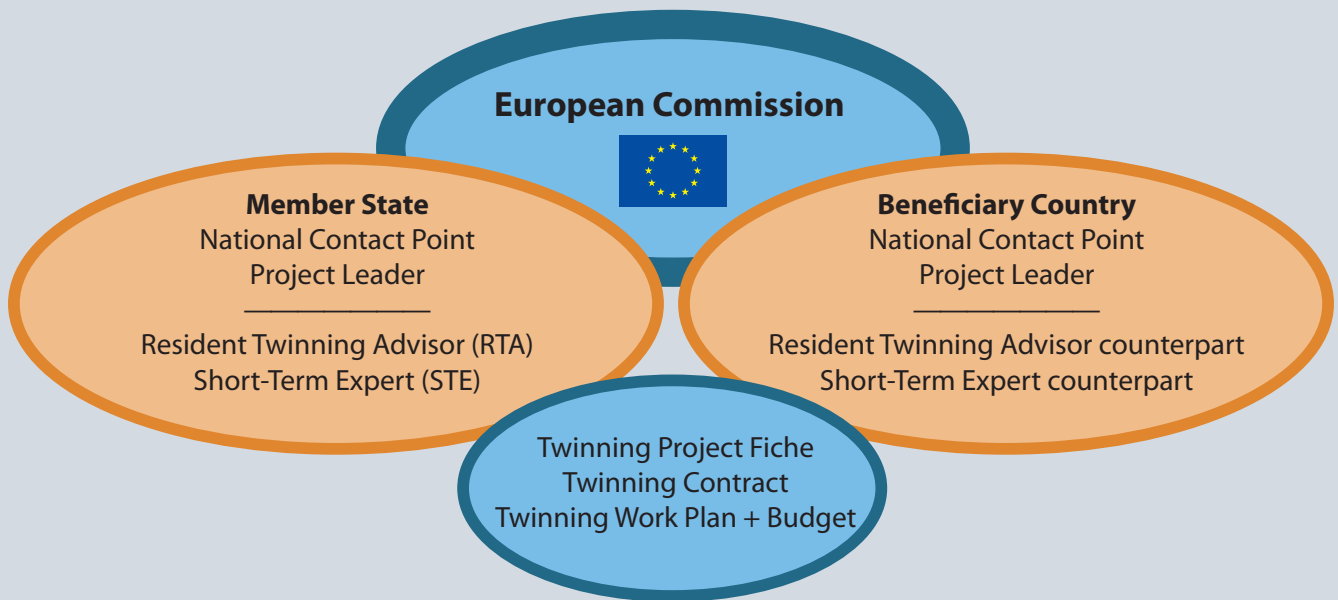 European Commission
Member State
National Contact Point
Project Leader
Resident Twinning Advisor (RTA)
Short-Term Expert (STE)
Beneficiary Country
National Contact Point
Project Leader
Resident Twinning Advisor counterpart
Short-Term Expert counterpart
Twinning Project Fiche
Twinning Contract
Twinning Work Plan + Budget